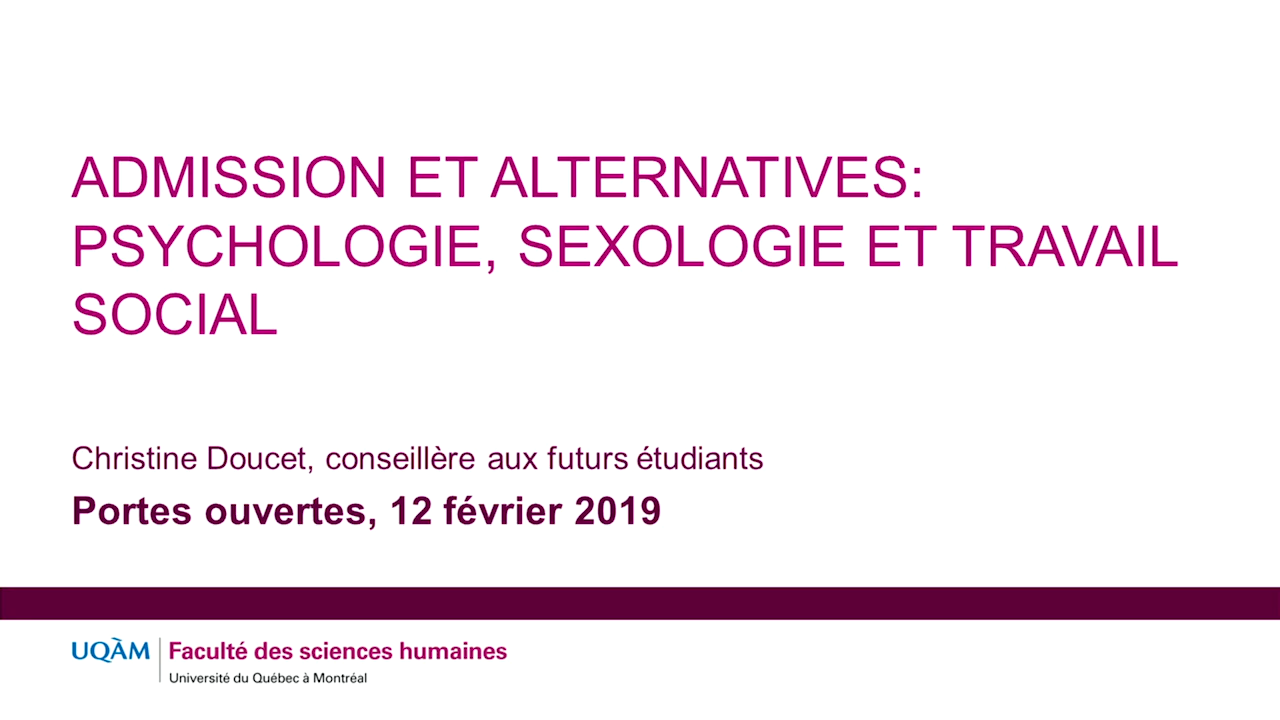 ADMISSION ET ALTERNATIVES:
PSYCHOLOGIE, SEXOLOGIE ET TRAVAIL
SOCIAL
Christine Doucet, conseillère aux futurs étudiants
Portes ouvertes, 12 février 2019
UQÀM Faculté des sciences humaines
Université du Québec à Montréal